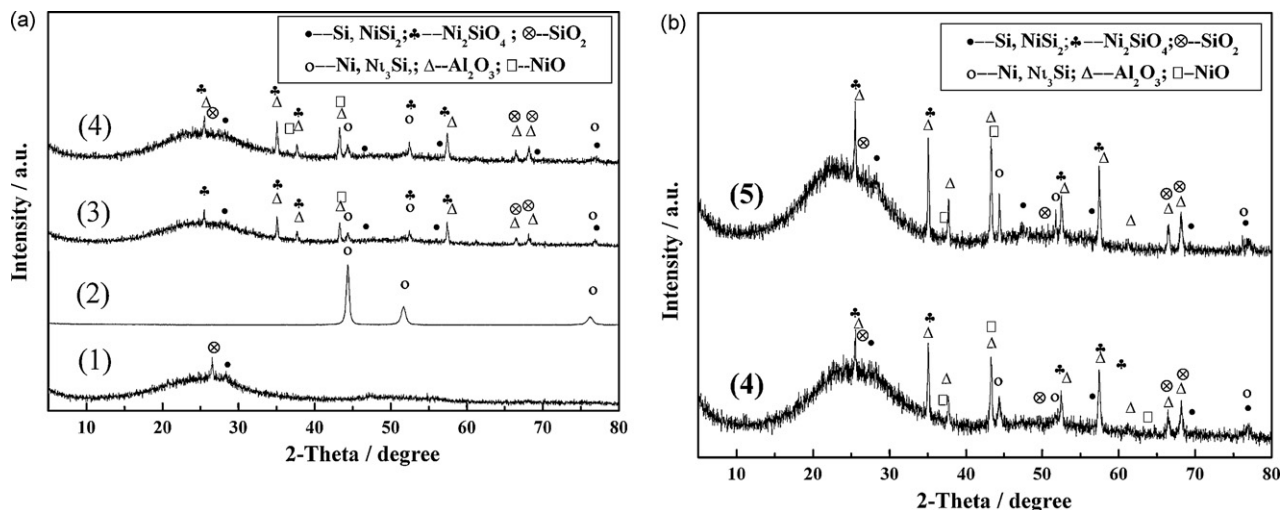 (a)
●—Si, NiSi₂;♣—Ni₂SiO₄ ; ⊗--SiO₂
o—Ni, Ni₃Si,; Δ—Al₂O₃; □--NiO
(4)
(3)
(2)
(1)
Intensity / a.u.
10 20 30 40 50 60 70 80
2-Theta / degree
(b)
●—Si, NiSi₂;♣—Ni₂SiO₄;⊗--SiO₂
o—Ni, Ni₃Si; Δ—Al₂O₃; □–NiO
(5)
(4)
Intensity / a.u.
10 20 30 40 50 60 70 80
2-Theta / degree